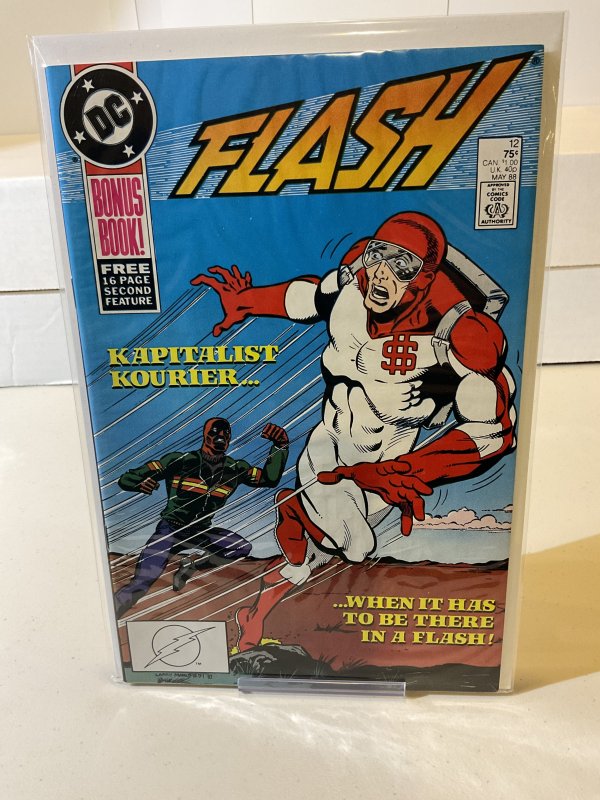 DC
BONUS
BOOK!
FREE
16 PAGE
SECOND
FEATURE
FLASH
12
75¢
CAN. $1.00
U.K. 40p
MAY 88
APPROVED
BY THE
COMICS
CODE
AUTHORITY
KAPITALIST
KOURIER...
...WHEN IT HAS
TO BE THERE
IN A FLASH!
TM